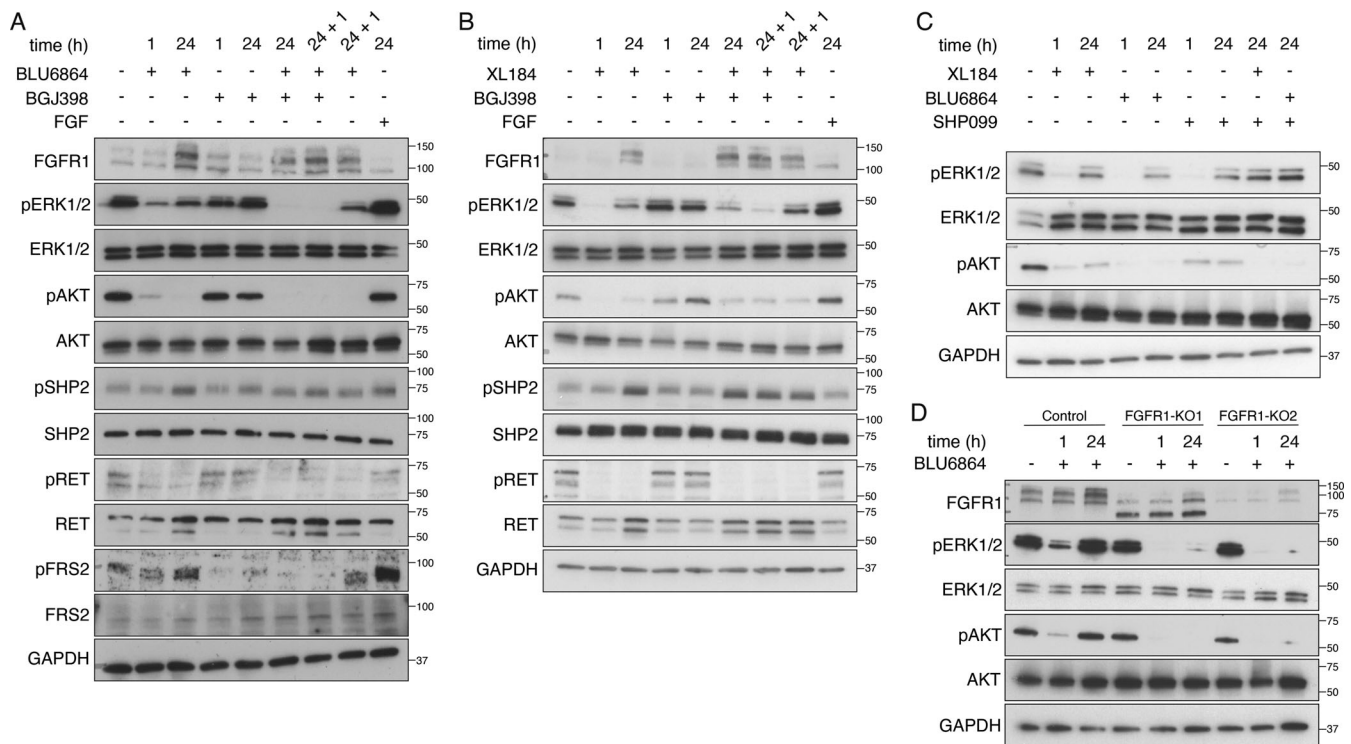 A
time (h) 1 24 1 24 24 24 + 1 24 + 1 24
BLU6864 - + + - - + + + -
BGJ398 - - - + + + + - -
FGF - - - - - - - - +
FGFR1 150 100
pERK1/2 50
ERK1/2 50
pAKT 75 50
AKT 75 50
pSHP2 100 75
SHP2 100 75
pRET 75 50
RET 75 50
pFRS2 100
FRS2 100
GAPDH 37
B
time (h) 1 24 1 24 24 24 + 1 24 + 1 24
XL184 - + + - - + + + -
BGJ398 - - - + + + + - -
FGF - - - - - - - - +
FGFR1 150 100
pERK1/2 50
ERK1/2 50
pAKT 75 50
AKT 75 50
pSHP2 100 75
SHP2 100 75
pRET 75 50
RET 75 50
GAPDH 37
C
time (h) 1 24 1 24 1 24 24 24
XL184 - + + - - - - + -
BLU6864 - - - + + - - - +
SHP099 - - - - - + + + +
pERK1/2 50
ERK1/2 50
pAKT 75 50
AKT 75 50
GAPDH 37
D
Control FGFR1-KO1 FGFR1-KO2
time (h) 1 24 1 24 1 24
BLU6864 - + + - + + - + +
FGFR1 150 100 75
pERK1/2 50
ERK1/2 50
pAKT 75 50
AKT 75 50
GAPDH 37